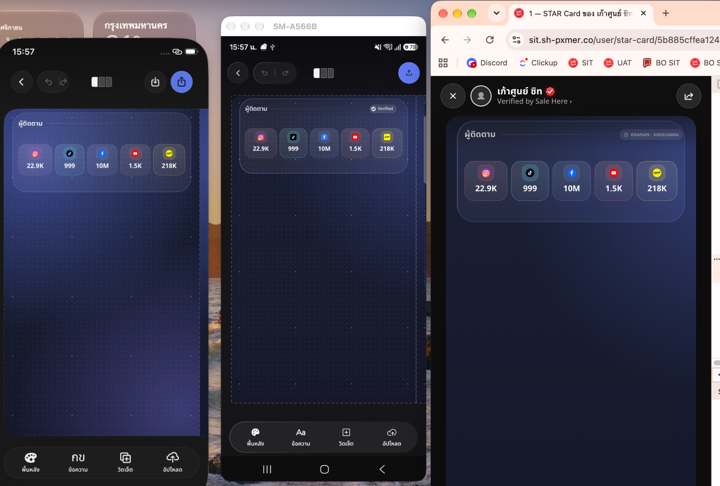 กรุงเทพมหานคร
15:57
ผู้ติดตาม
22.9K
999
10M
1.5K
218K
พื้นหลัง
กข
ข้อความ
วิดเจ็ต
อัปโหลด
SM-A566B
15:57 น.
ผู้ติดตาม
Verified
22.9K
999
10M
1.5K
218K
พื้นหลัง
Aa
ข้อความ
วิดเจ็ต
อัปโหลด
1 — STAR Card ของ เก้าศูนย์ ซิท
sit.sh-pxmer.co/user/star-card/5b885cffea124
Discord
Clickup
SIT
UAT
BO SIT
BO S
เก้าศูนย์ ซิท
Verified by Sale Here ›
ผู้ติดตาม
22.9K
999
10M
1.5K
218K